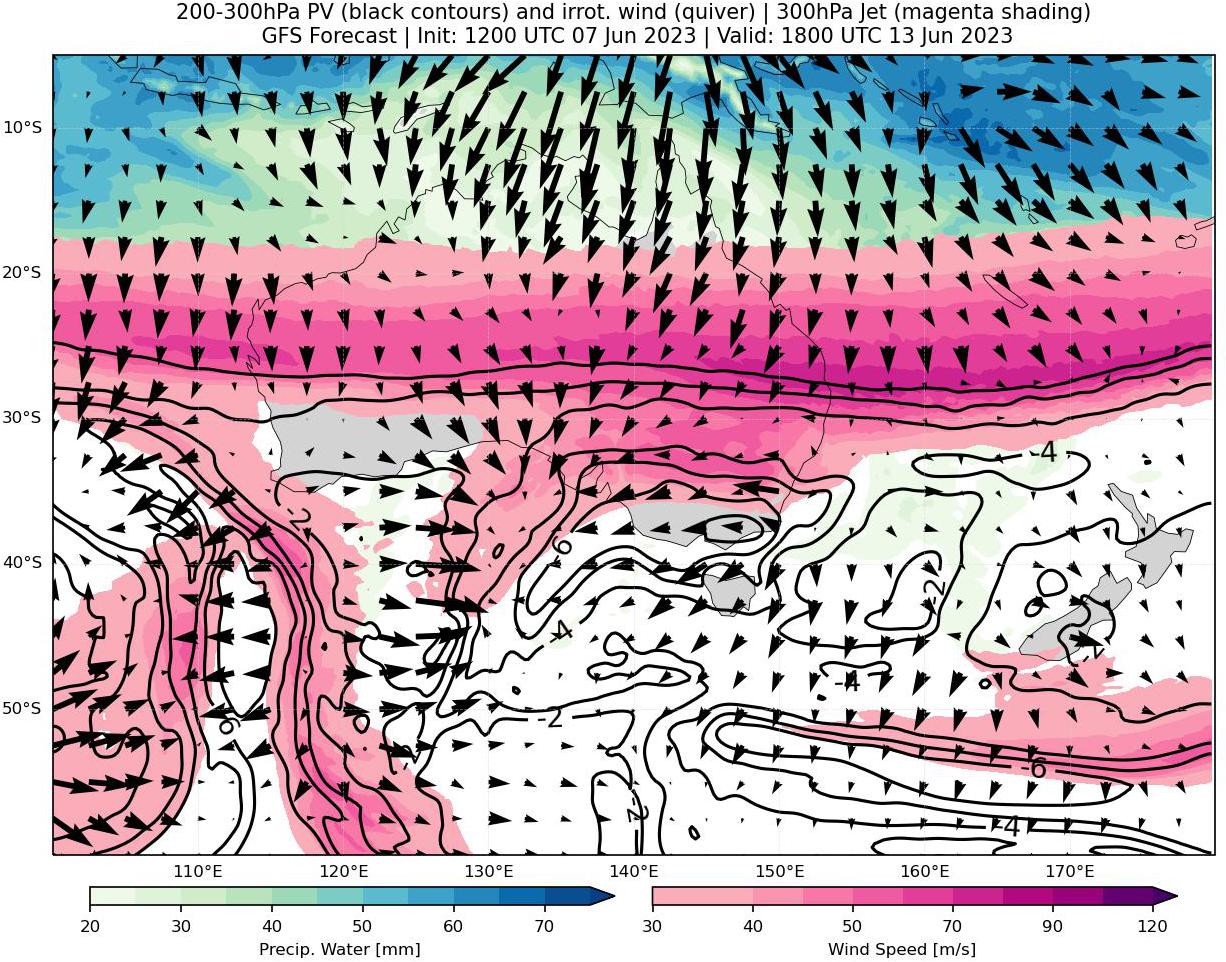 200-300hPa PV (black contours) and irrot. wind (quiver) | 300hPa Jet (magenta shading)
GFS Forecast | Init: 1200 UTC 07 Jun 2023 | Valid: 1800 UTC 13 Jun 2023
10°S
20°S
30°S
-4
-2
-6
40°S
-2
-4
-2
-4
50°S
-2
-6
-2
-4
110°E 120°E 130°E 140°E 150°E 160°E 170°E
20 30 40 50 60 70
Precip. Water [mm]
30 40 50 70 90 120
Wind Speed [m/s]